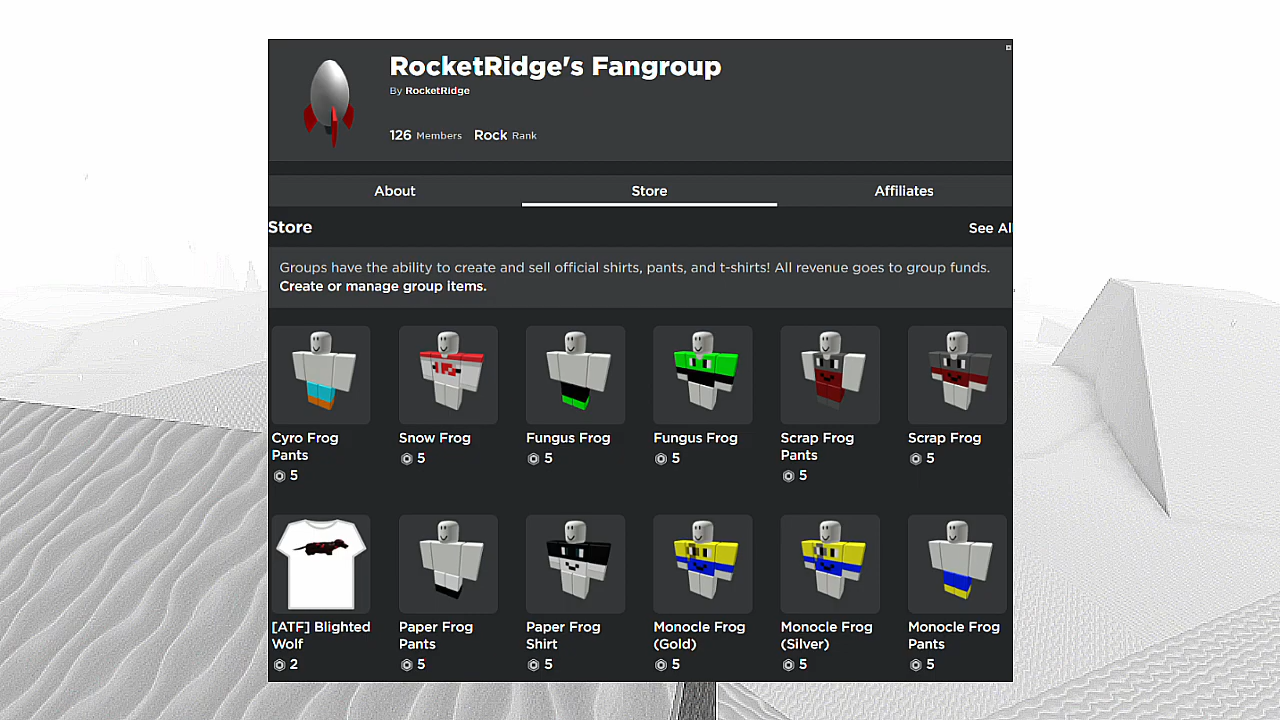 RocketRidge's Fangroup
By RocketRidge
126 Members Rock Rank
About Store Affiliates
Store See All
Groups have the ability to create and sell official shirts, pants, and t-shirts! All revenue goes to group funds.
Create or manage group items.
Cyro Frog Pants
5
Snow Frog
5
Fungus Frog
5
Fungus Frog
5
Scrap Frog Pants
5
Scrap Frog
5
[ATF] Blighted Wolf
2
Paper Frog Pants
5
Paper Frog Shirt
5
Monocle Frog (Gold)
5
Monocle Frog (Silver)
5
Monocle Frog Pants
5